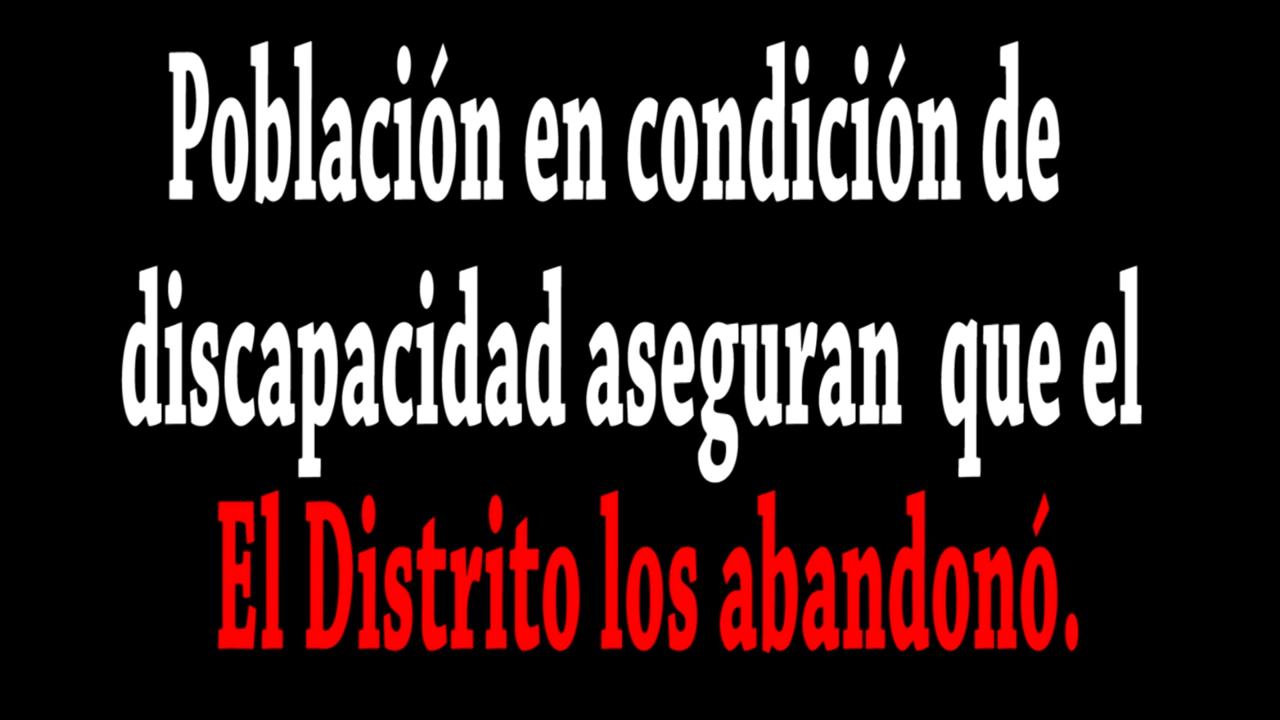 Población en condición de
discapacidad aseguran que el
El Distrito los abandonó.